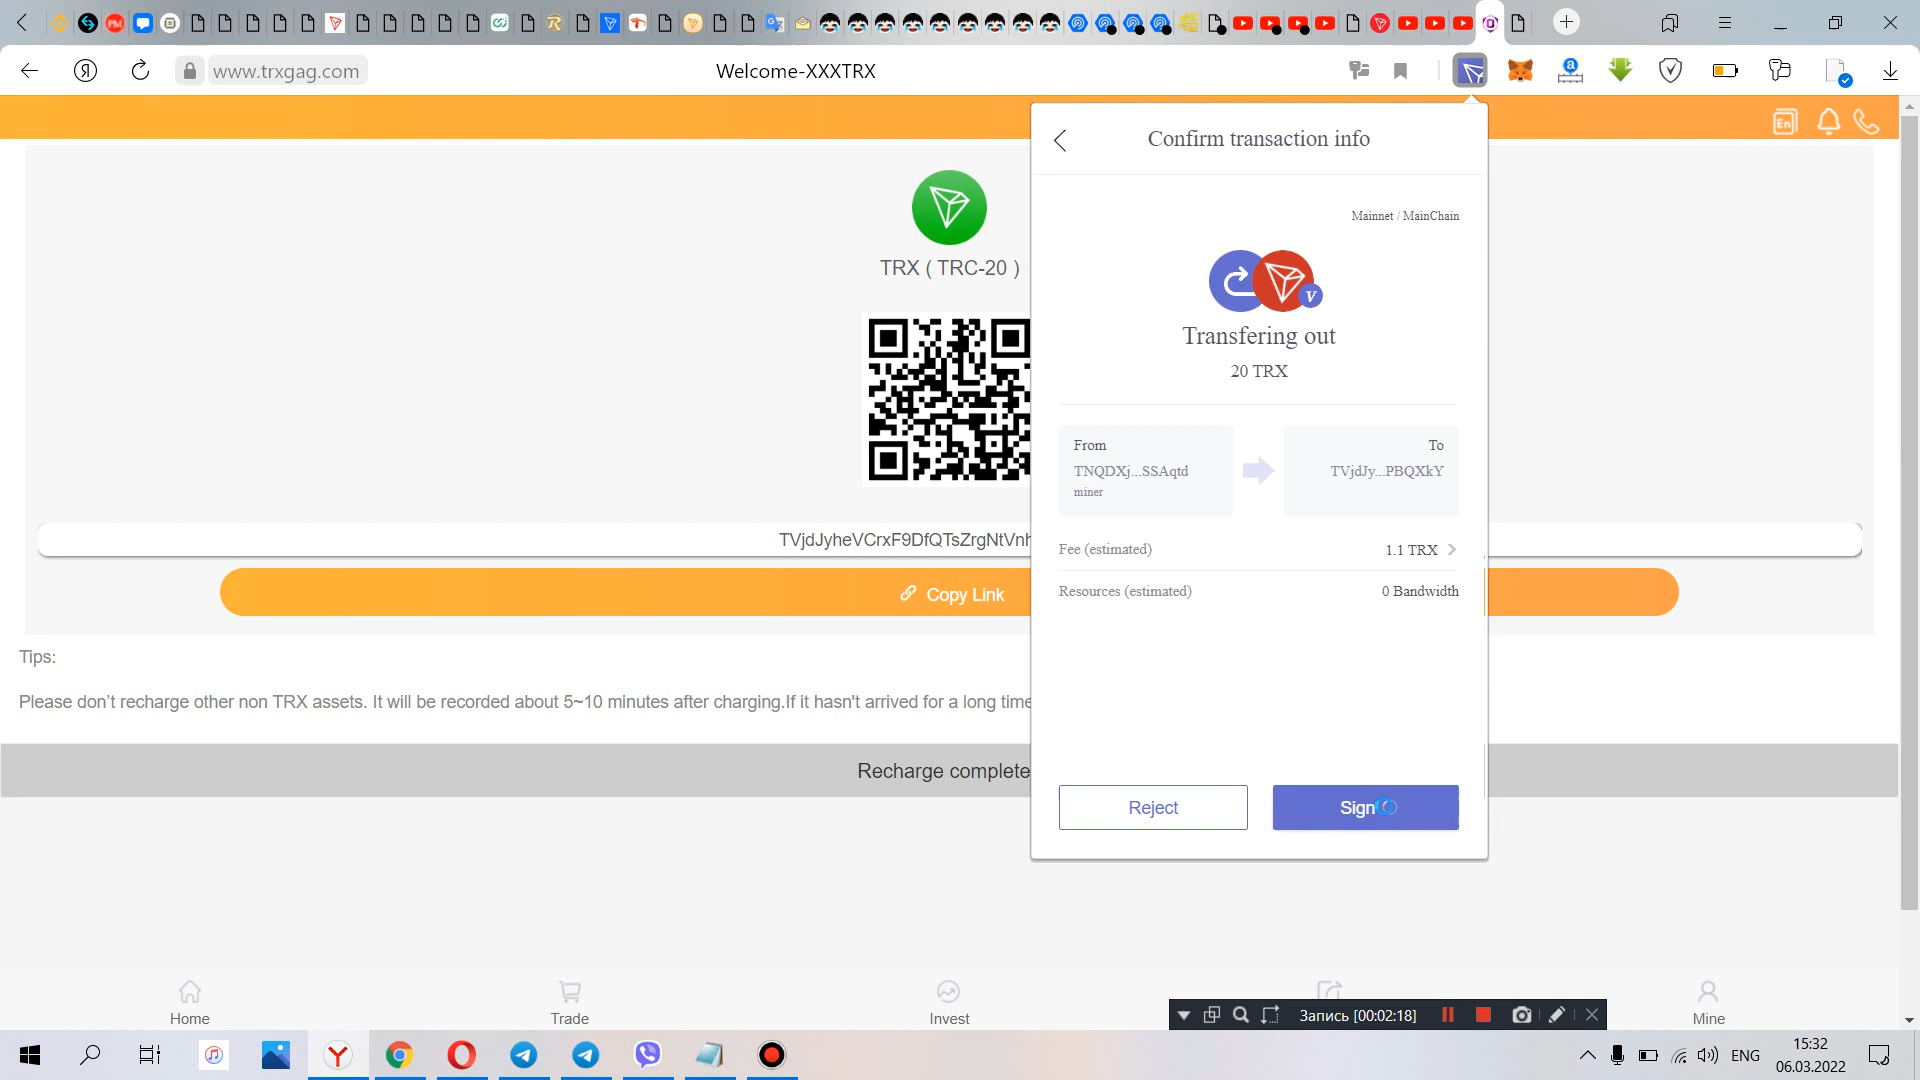 www.trxgag.com
Welcome-XXXTRX
En
Confirm transaction info
Mainnet / MainChain
TRX ( TRC-20 )
Transfering out
20 TRX
From
To
TNQDXj...SSAqtd
TVjdJy...PBQXkY
miner
TVjdJyheVCrxF9DfQTsZrgNtVnh
Fee (estimated)
1.1 TRX
Copy Link
Resources (estimated)
0 Bandwidth
Tips:
Please don't recharge other non TRX assets. It will be recorded about 5~10 minutes after charging.If it hasn't arrived for a long time
Recharge complete
Reject
Sign
Home
Trade
Invest
Mine
Запись [00:02:18]
ENG
15:32
06.03.2022